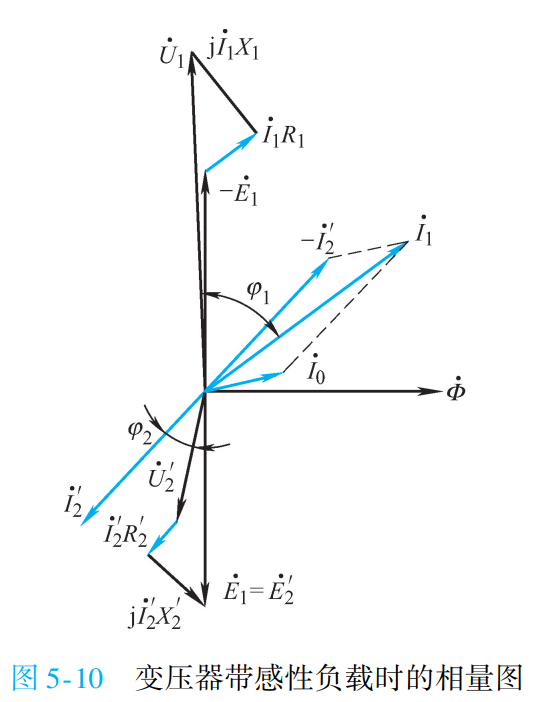 U̇₁ jİ₁X₁
İ₁R₁
−Ė₁
−İ₂′ İ₁
φ₁
İ₀
Φ̇
φ₂
U̇₂′
İ₂′
İ₂′R₂′
Ė₁=Ė₂′
jİ₂′X₂′
图 5-10 变压器带感性负载时的相量图